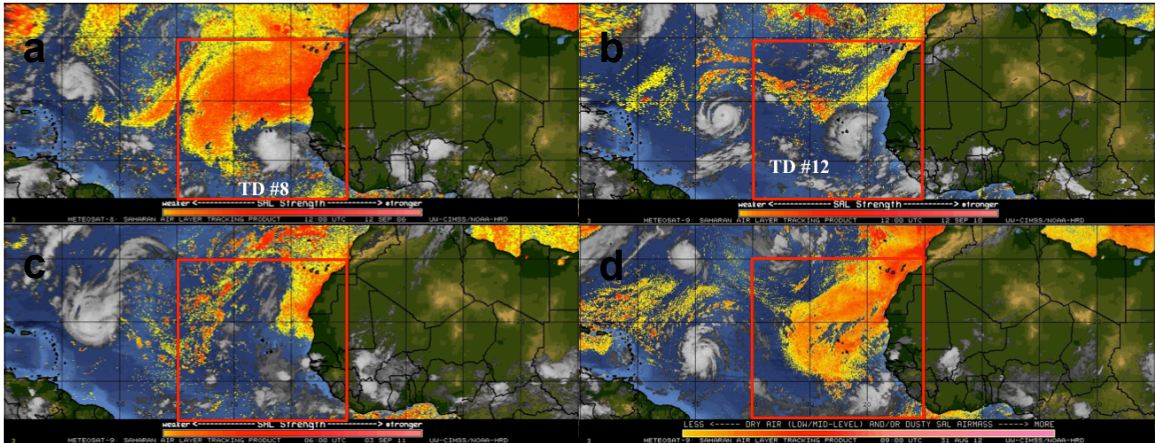 a
TD #8
weaker <-------------- SAL Strength --------------> stronger
3 METEOSAT-8: SAHARAN AIR LAYER TRACKING PRODUCT 12:00 UTC 12 SEP 06 UW-CIMSS/NOAA-HRD
b
TD #12
weaker <-------------- SAL Strength --------------> stronger
3 METEOSAT-9: SAHARAN AIR LAYER TRACKING PRODUCT 12:00 UTC 12 SEP 10 UW-CIMSS/NOAA-HRD
c
weaker <-------------- SAL Strength --------------> stronger
3 METEOSAT-9: SAHARAN AIR LAYER TRACKING PRODUCT 06:00 UTC 03 SEP 11 UW-CIMSS/NOAA-HRD
d
LESS <----- DRY AIR (LOW/MID-LEVEL) AND/OR DUSTY SAL AIRMASS -----> MORE
3 METEOSAT-9: SAHARAN AIR LAYER TRACKING PRODUCT 09:00 UTC 31 AUG 12 UW-CIMSS/NOAA-HRD